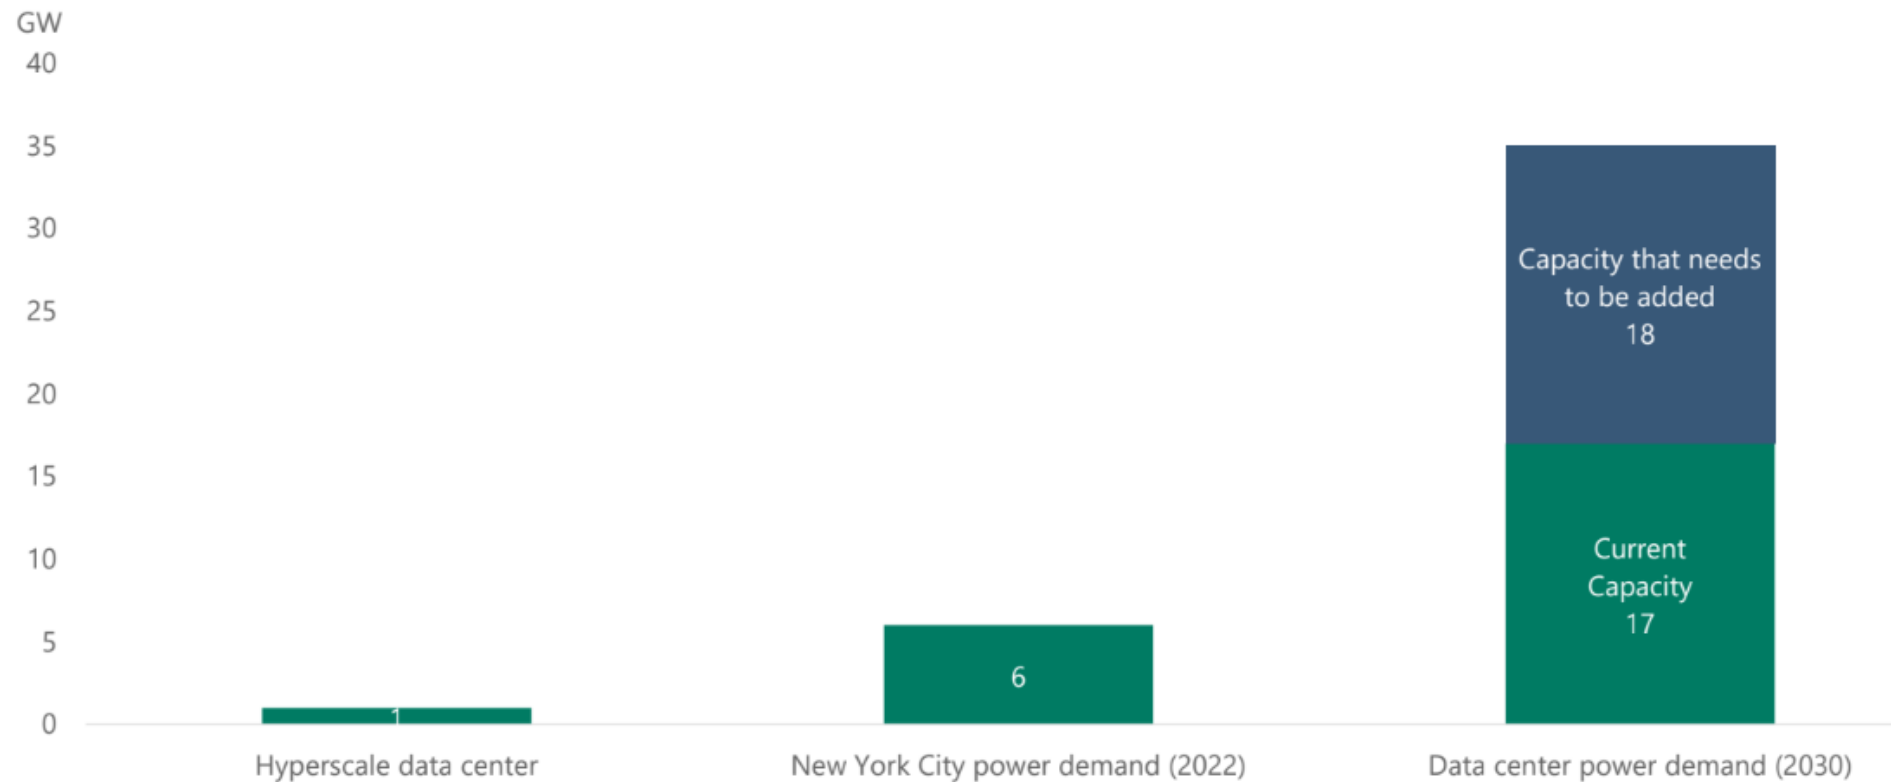 GW
40
35
30
25
20
15
10
5
0
1
6
Capacity that needs
to be added
18
Current
Capacity
17
Hyperscale data center
New York City power demand (2022)
Data center power demand (2030)